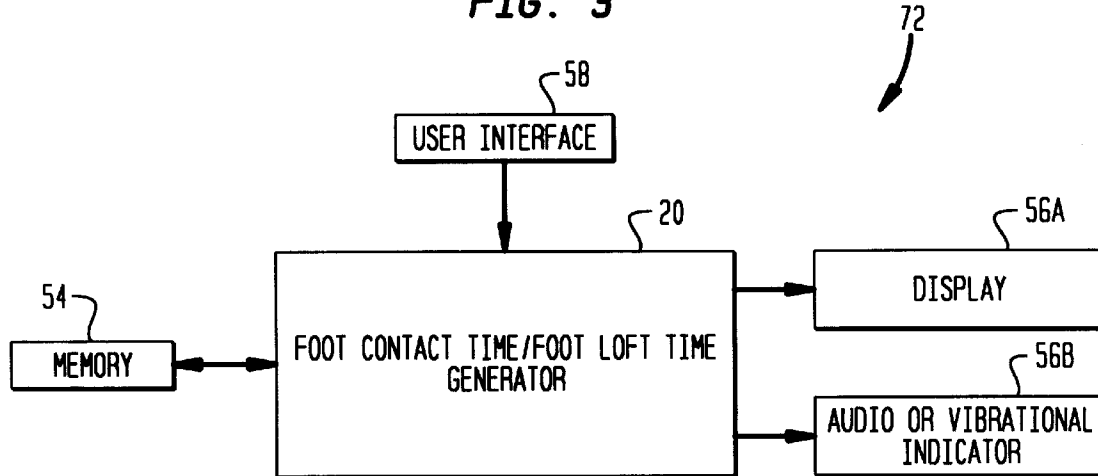 FIG. 3
72
58
USER INTERFACE
20
56A
DISPLAY
54
MEMORY
FOOT CONTACT TIME/FOOT LOFT TIME
GENERATOR
56B
AUDIO OR VIBRATIONAL
INDICATOR